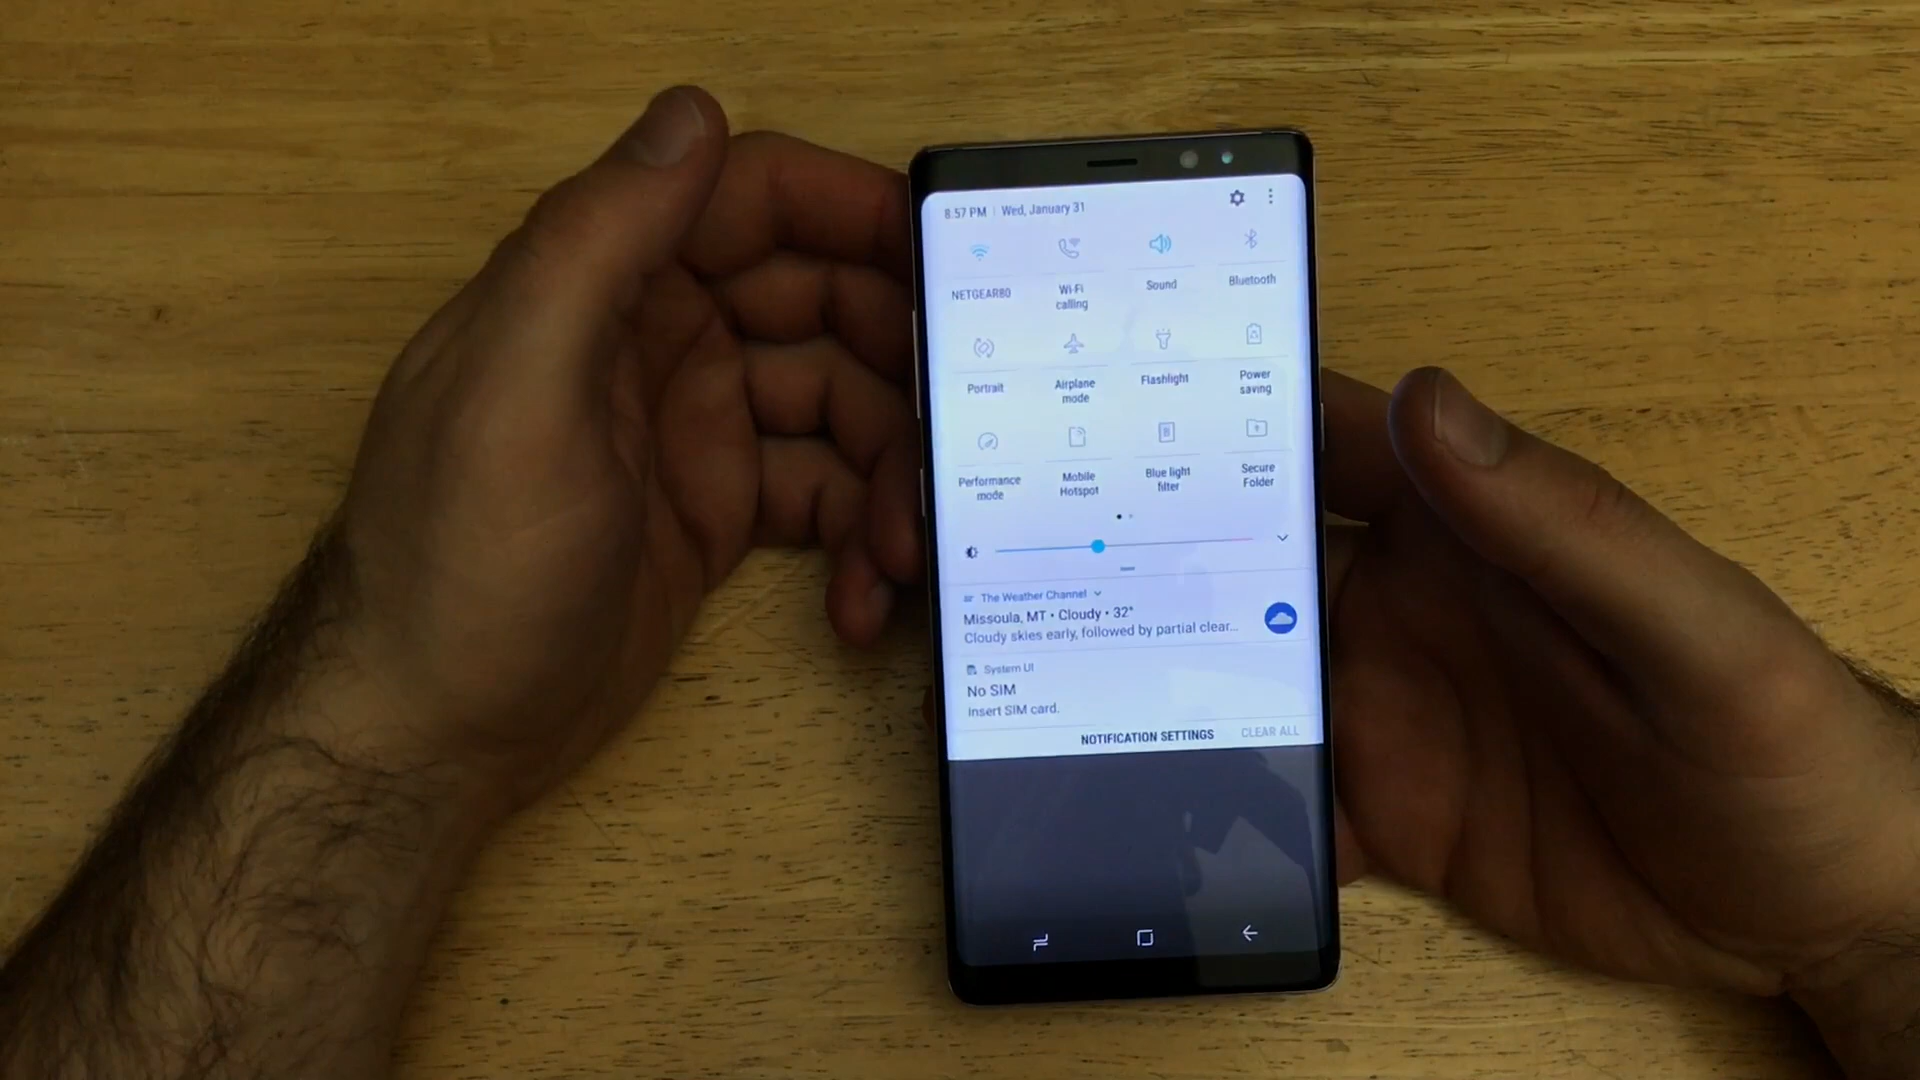 8:57 PM | Wed, January 31
NETGEAR80
Wi-Fi
calling
Sound
Bluetooth
Portrait
Airplane
mode
Flashlight
Power
saving
Performance
mode
Mobile
Hotspot
Blue light
filter
Secure
Folder
The Weather Channel
Missoula, MT • Cloudy • 32°
Cloudy skies early, followed by partial clear...
System UI
No SIM
Insert SIM card.
NOTIFICATION SETTINGS
CLEAR ALL